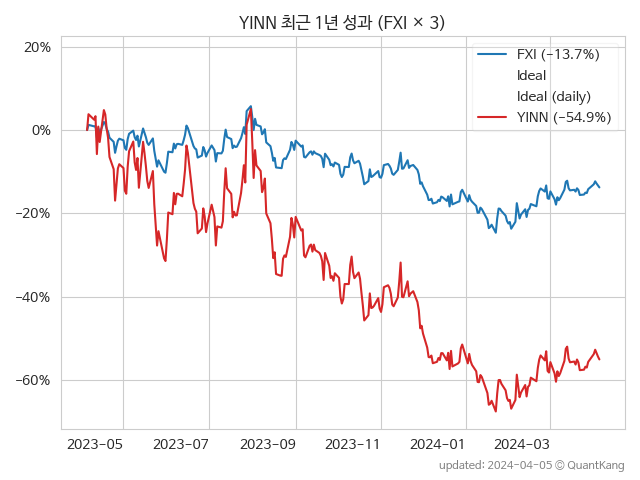 YINN 최근 1년 성과 (FXI × 3)
20%
0%
−20%
−40%
−60%
FXI (−13.7%)
Ideal
Ideal (daily)
YINN (−54.9%)
2023-05 2023-07 2023-09 2023-11 2024-01 2024-03
updated: 2024-04-05 © QuantKang